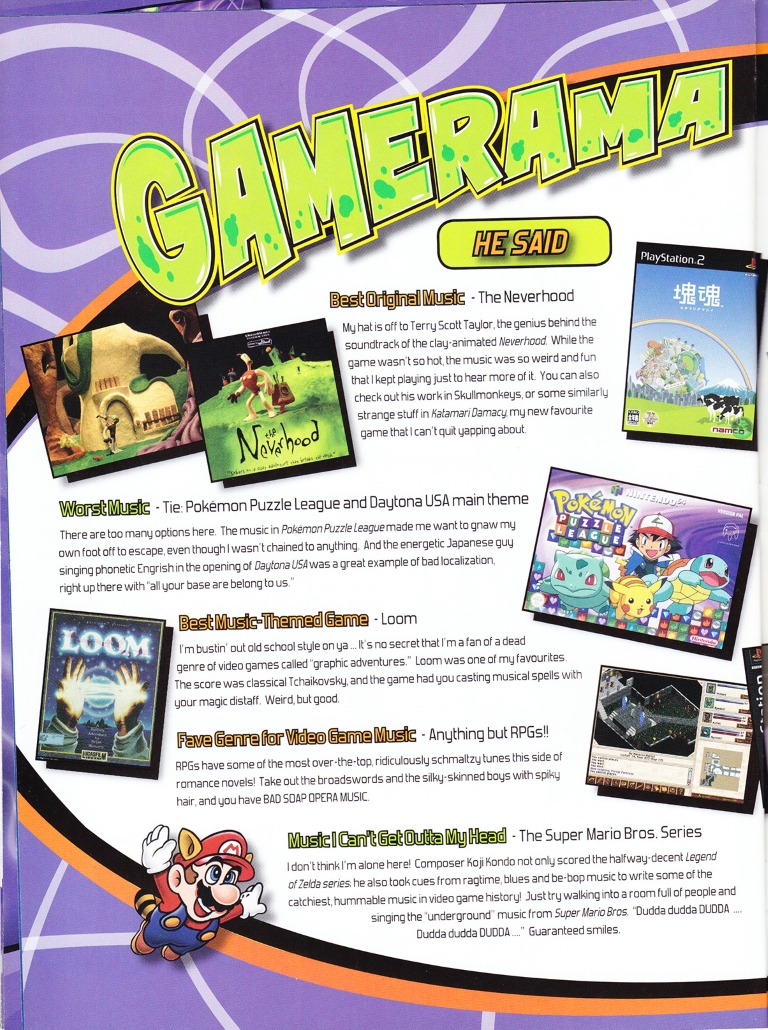 GAMERAMA
HE SAID
PlayStation.2
塊魂
namco
Best Original Music - The Neverhood
My hat is off to Terry Scott Taylor, the genius behind the
soundtrack of the clay-animated Neverhood. While the
game wasn't so hot, the music was so weird and fun
that I kept playing just to hear more of it. You can also
check out his work in Skullmonkeys, or some similarly
strange stuff in Katamari Damacy, my new favourite
game that I can't quit yapping about.
the
Neverhood
Worst Music - Tie: Pokémon Puzzle League and Daytona USA main theme
There are too many options here. The music in Pokémon Puzzle League made me want to gnaw my
own foot off to escape, even though I wasn't chained to anything. And the energetic Japanese guy
singing phonetic Engrish in the opening of Daytona USA was a great example of bad localization,
right up there with "all your base are belong to us."
NINTENDO 64
VERSION PAL
POKéMON
PUZZLE
LEAGUE
Nintendo
Best Music-Themed Game - Loom
I'm bustin' out old school style on ya ... It's no secret that I'm a fan of a dead
genre of video games called "graphic adventures." Loom was one of my favourites.
The score was classical Tchaikovsky, and the game had you casting musical spells with
your magic distaff. Weird, but good.
LOOM
LUCASFILM
Fave Genre for Video Game Music - Anything but RPGs!!
RPGs have some of the most over-the-top, ridiculously schmaltzy tunes this side of
romance novels! Take out the broadswords and the silky-skinned boys with spiky
hair, and you have BAD SOAP OPERA MUSIC.
Music I Can't Get Outta My Head - The Super Mario Bros. Series
I don't think I'm alone here! Composer Koji Kondo not only scored the halfway-decent Legend
of Zelda series, he also took cues from ragtime, blues and be-bop music to write some of the
catchiest, hummable music in video game history! Just try walking into a room full of people and
singing the "underground" music from Super Mario Bros. "Dudda dudda DUDDA ....
Dudda dudda DUDDA ...." Guaranteed smiles.
M